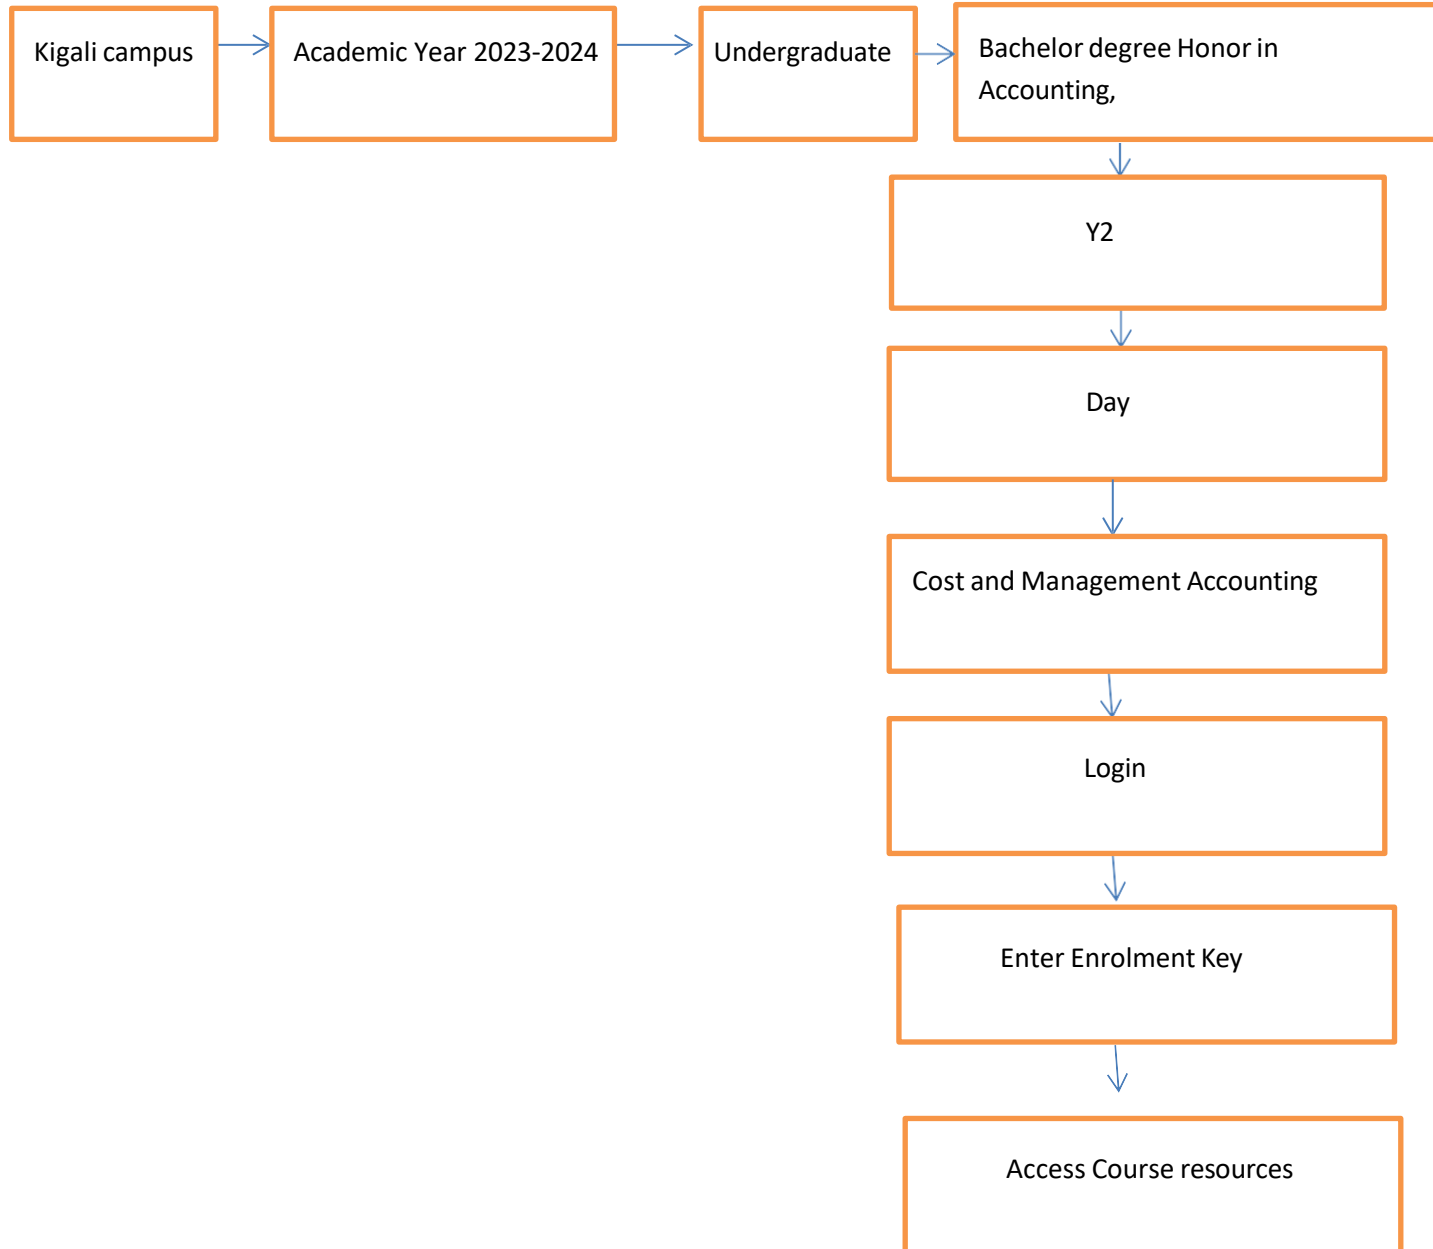 Kigali campus
Academic Year 2023-2024
Undergraduate
Bachelor degree Honor in
Accounting,
Y2
Day
Cost and Management Accounting
Login
Enter Enrolment Key
Access Course resources